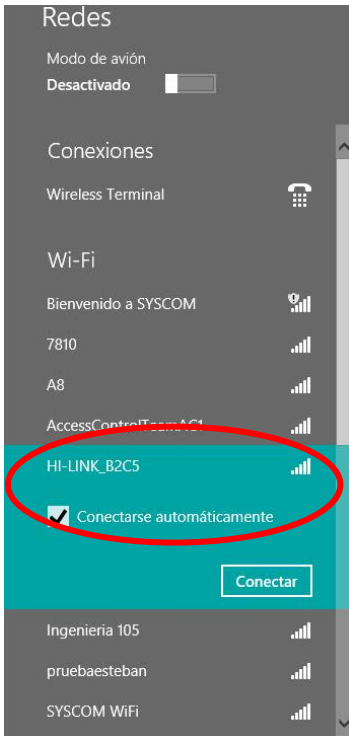 Redes
Modo de avión
Desactivado
Conexiones
Wireless Terminal
Wi-Fi
Bienvenido a SYSCOM
7810
A8
AccessControlTeamAC1
HI-LINK_B2C5
Conectarse automáticamente
Conectar
Ingenieria 105
pruebaesteban
SYSCOM WiFi